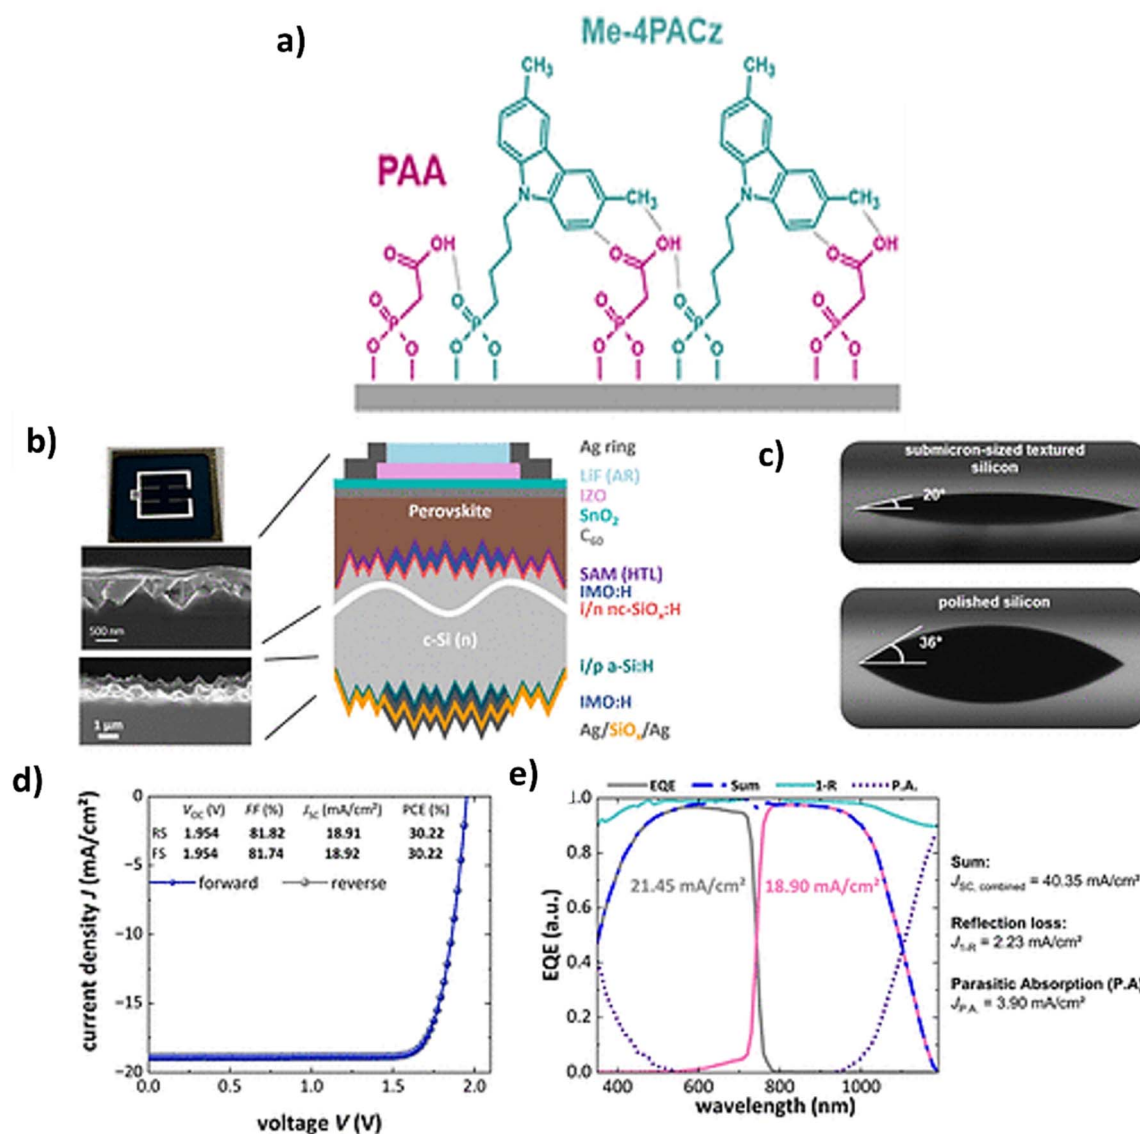 a)
Me-4PACz
CH₃
CH₃
PAA
N
CH₃
N
CH₃
OH
O
OH
O
OH
O
O
O
P
O
P
O
P
O
P
O
P
O O
O O
O O
O O
O O
b)
Ag ring
LiF (AR)
IZO
SnO₂
C₆₀
Perovskite
SAM (HTL)
IMO:H
i/n nc-SiOₓ:H
c-Si (n)
i/p a-Si:H
IMO:H
Ag/SiOₓ/Ag
500 nm
1 µm
c)
submicron-sized textured
silicon
20°
polished silicon
36°
d)
V_OC (V) FF (%) J_SC (mA/cm²) PCE (%)
RS 1.954 81.82 18.91 30.22
FS 1.954 81.74 18.92 30.22
forward reverse
current density J (mA/cm²)
0
−5
−10
−15
−20
0.0 0.5 1.0 1.5 2.0
voltage V (V)
e)
EQE Sum 1-R P.A.
EQE (a.u.)
1.0
0.8
0.6
0.4
0.2
0.0
21.45 mA/cm² 18.90 mA/cm²
400 600 800 1000
wavelength (nm)
Sum:
J_SC, combined = 40.35 mA/cm²
Reflection loss:
J_1-R = 2.23 mA/cm²
Parasitic Absorption (P.A)
J_P.A. = 3.90 mA/cm²